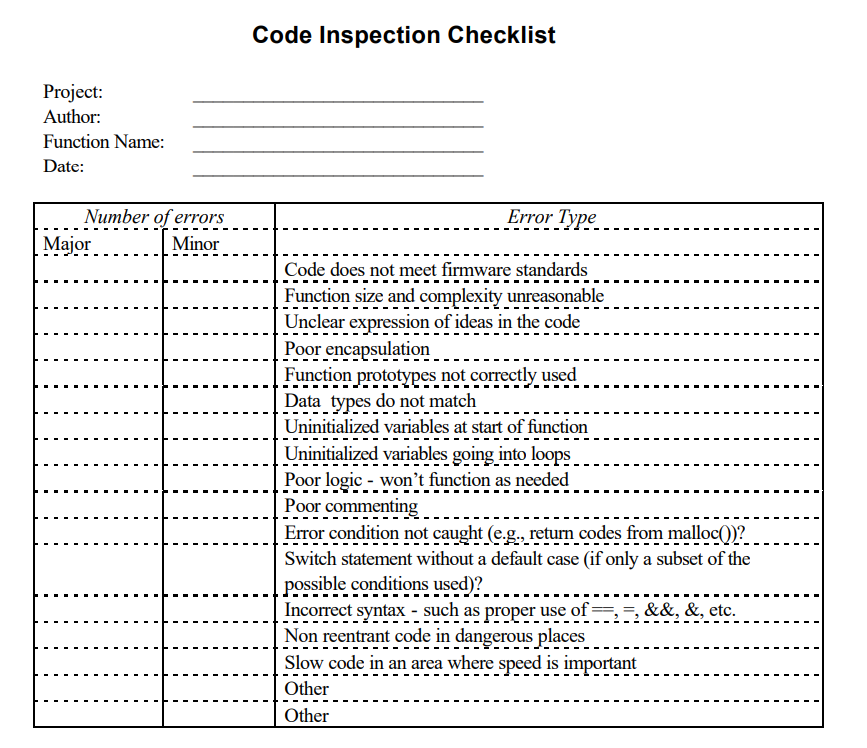 Code Inspection Checklist
Project:
Author:
Function Name:
Date:
Number of errors Error Type
Major Minor
Code does not meet firmware standards
Function size and complexity unreasonable
Unclear expression of ideas in the code
Poor encapsulation
Function prototypes not correctly used
Data types do not match
Uninitialized variables at start of function
Uninitialized variables going into loops
Poor logic - won’t function as needed
Poor commenting
Error condition not caught (e.g., return codes from malloc())?
Switch statement without a default case (if only a subset of the
possible conditions used)?
Incorrect syntax - such as proper use of ==, =, &&, &, etc.
Non reentrant code in dangerous places
Slow code in an area where speed is important
Other
Other